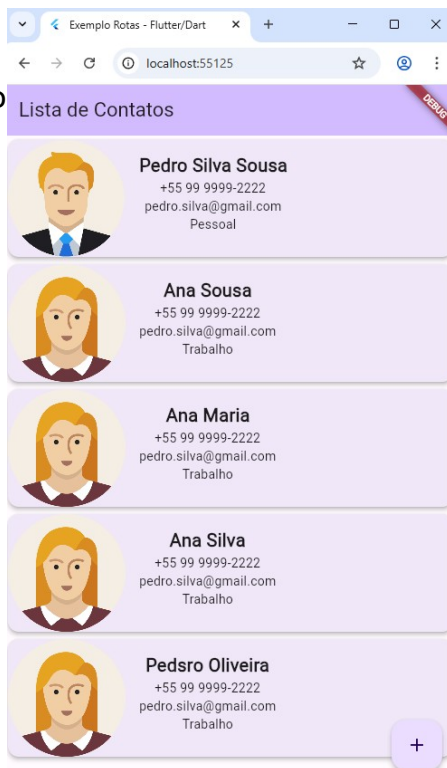 Exemplo Rotas - Flutter/Dart
localhost:55125
Lista de Contatos
DEBUG
Pedro Silva Sousa
+55 99 9999-2222
pedro.silva@gmail.com
Pessoal
Ana Sousa
+55 99 9999-2222
pedro.silva@gmail.com
Trabalho
Ana Maria
+55 99 9999-2222
pedro.silva@gmail.com
Trabalho
Ana Silva
+55 99 9999-2222
pedro.silva@gmail.com
Trabalho
Pedsro Oliveira
+55 99 9999-2222
pedro.silva@gmail.com
Trabalho